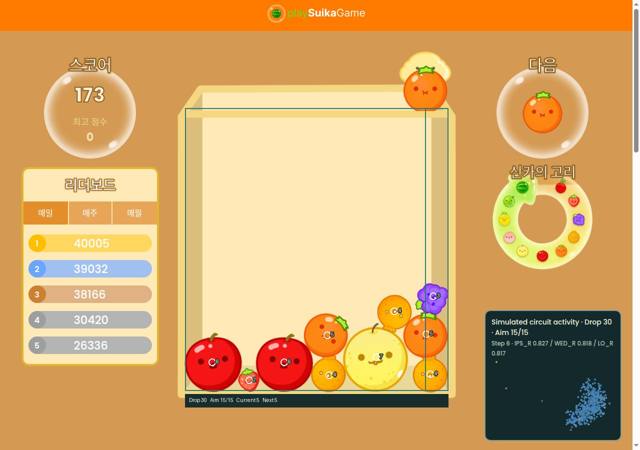 playSuikaGame
스코어
173
최고 점수
0
다음
리더보드
매일 매주 매월
1 40005
2 39032
3 38166
4 30420
5 26336
Simulated circuit activity · Drop 30
· Aim 15/15
Step 6 · IPS_R 0.827 / WED_R 0.818 / LO_R
0.817
Drop30 Aim 15/15 Current5 Next5